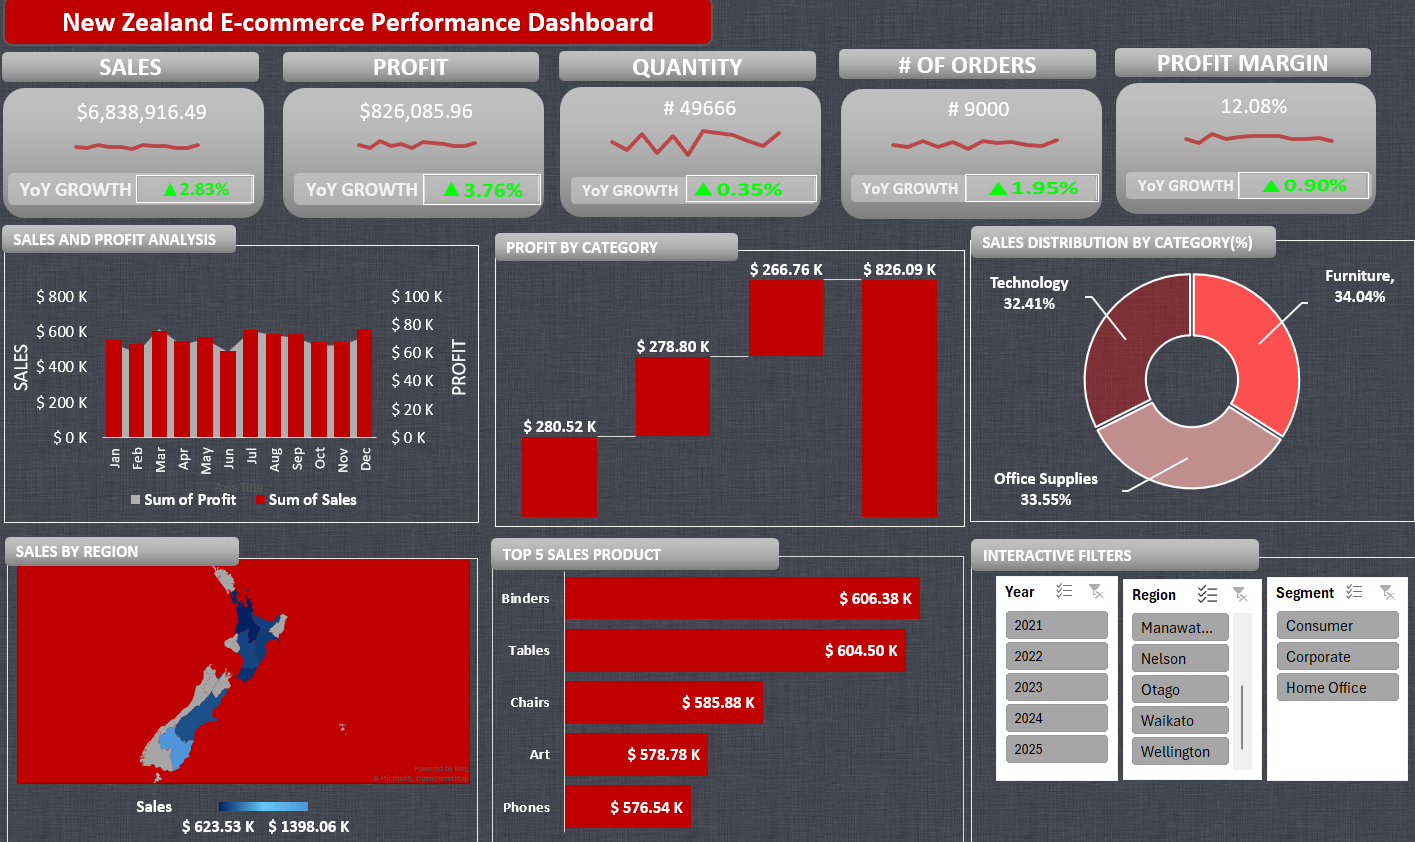 New Zealand E-commerce Performance Dashboard
SALES
PROFIT
QUANTITY
# OF ORDERS
PROFIT MARGIN
$6,838,916.49
$826,085.96
# 49666
# 9000
12.08%
YoY GROWTH ▲2.83%
YoY GROWTH ▲3.76%
YoY GROWTH ▲0.35%
YoY GROWTH ▲1.95%
YoY GROWTH ▲0.90%
SALES AND PROFIT ANALYSIS
SALES
$ 800 K
$ 600 K
$ 400 K
$ 200 K
$ 0 K
$ 100 K
$ 80 K
$ 60 K
$ 40 K
$ 20 K
$ 0 K
PROFIT
Jan
Feb
Mar
Apr
May
Jun
Jul
Aug
Sep
Oct
Nov
Dec
Axis Title
Sum of Profit
Sum of Sales
PROFIT BY CATEGORY
$ 280.52 K
$ 278.80 K
$ 266.76 K
$ 826.09 K
SALES DISTRIBUTION BY CATEGORY(%)
Technology
32.41%
Furniture,
34.04%
Office Supplies
33.55%
SALES BY REGION
Powered by Bing
© Microsoft, OpenStreetMap
Sales
$ 623.53 K
$ 1398.06 K
TOP 5 SALES PRODUCT
Binders
$ 606.38 K
Tables
$ 604.50 K
Chairs
$ 585.88 K
Art
$ 578.78 K
Phones
$ 576.54 K
INTERACTIVE FILTERS
Year
2021
2022
2023
2024
2025
Region
Manawat...
Nelson
Otago
Waikato
Wellington
Segment
Consumer
Corporate
Home Office